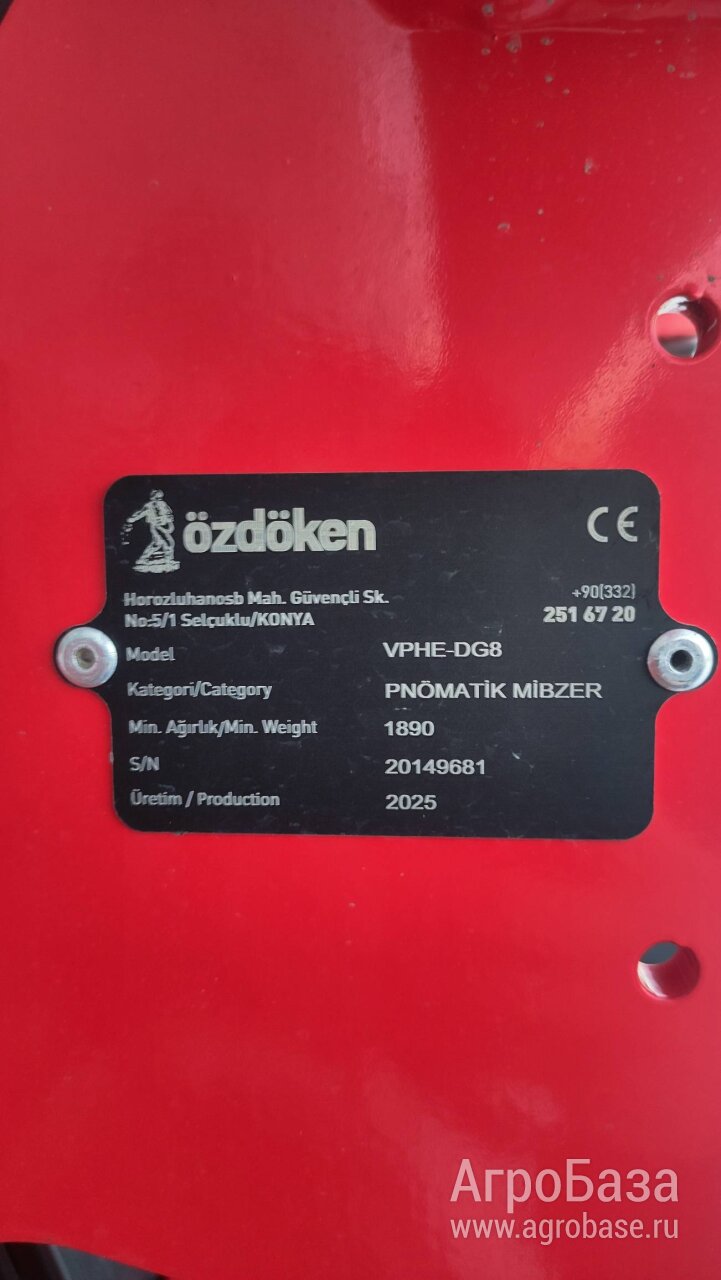 özdöken
CE
Horozluhanosb Mah. Güvençli Sk.
No:5/1 Selçuklu/KONYA
+90(332)
251 67 20
Model VPHE-DG8
Kategori/Category PNÖMATİK MİBZER
Min. Ağırlık/Min. Weight 1890
S/N 20149681
Üretim / Production 2025
АгроБаза
www.agrobase.ru